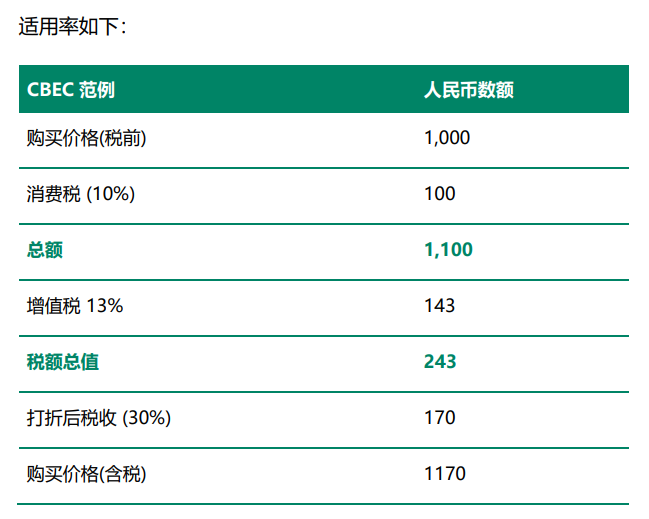 适用率如下：
CBEC 范例 人民币数额
购买价格(税前) 1,000
消费税 (10%) 100
总额 1,100
增值税 13% 143
税额总值 243
打折后税收 (30%) 170
购买价格(含税) 1170